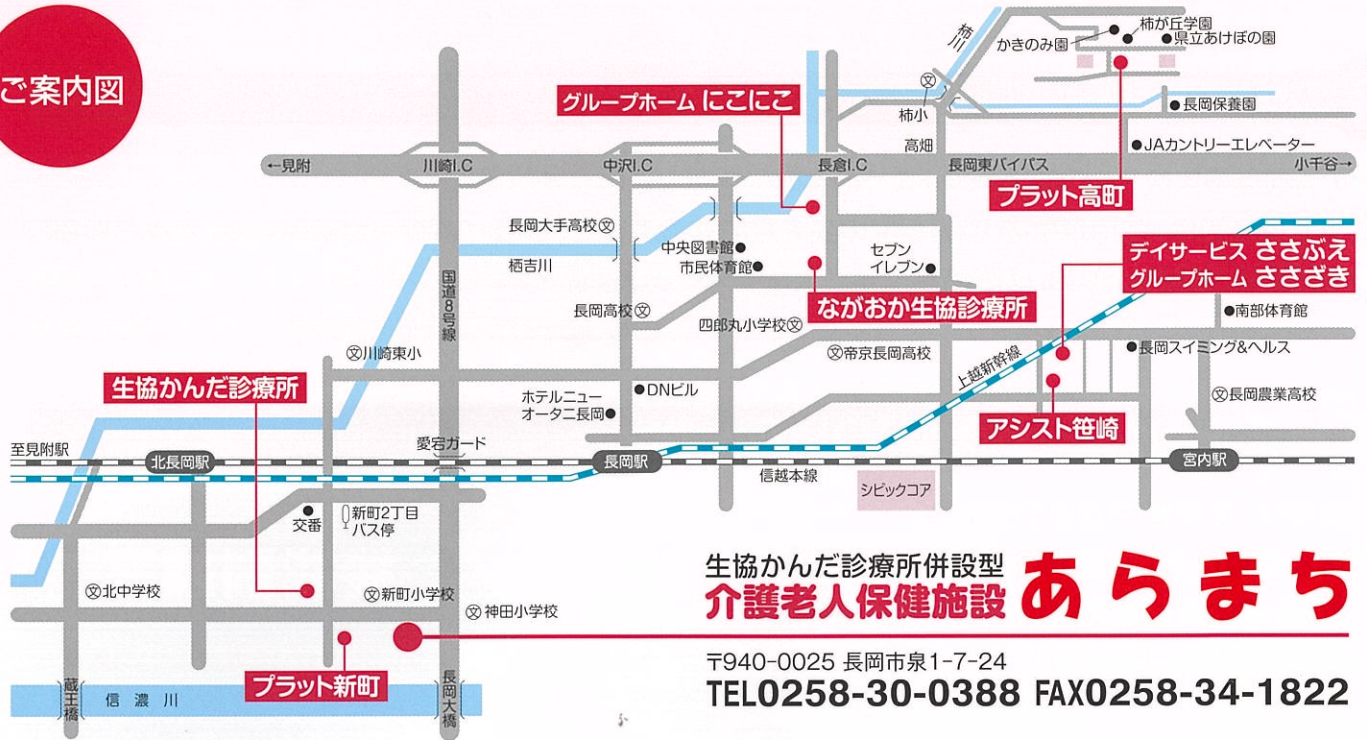 ご案内図
柿川
かきのみ園
柿が丘学園
県立あけぼの園
グループホーム にこにこ
柿小
長岡保養園
高畑
JAカントリーエレベーター
←見附
川崎I.C
中沢I.C
長倉I.C
長岡東バイパス
小千谷→
プラット高町
長岡大手高校文
中央図書館
市民体育館
セブン
イレブン
デイサービス ささぶえ
グループホーム ささざき
栖吉川
国道8号線
ながおか生協診療所
長岡高校文
四郎丸小学校文
南部体育館
文川崎東小
文帝京長岡高校
上越新幹線
長岡スイミング&ヘルス
生協かんだ診療所
ホテルニュー
オータニ長岡
DNビル
文長岡農業高校
アシスト笹崎
至見附駅
北長岡駅
愛宕ガード
長岡駅
信越本線
宮内駅
シビックコア
交番
新町2丁目
バス停
文北中学校
文新町小学校
文神田小学校
プラット新町
蔵王橋
信濃川
長岡大橋
生協かんだ診療所併設型
介護老人保健施設 あらまち
〒940-0025 長岡市泉1-7-24
TEL0258-30-0388 FAX0258-34-1822